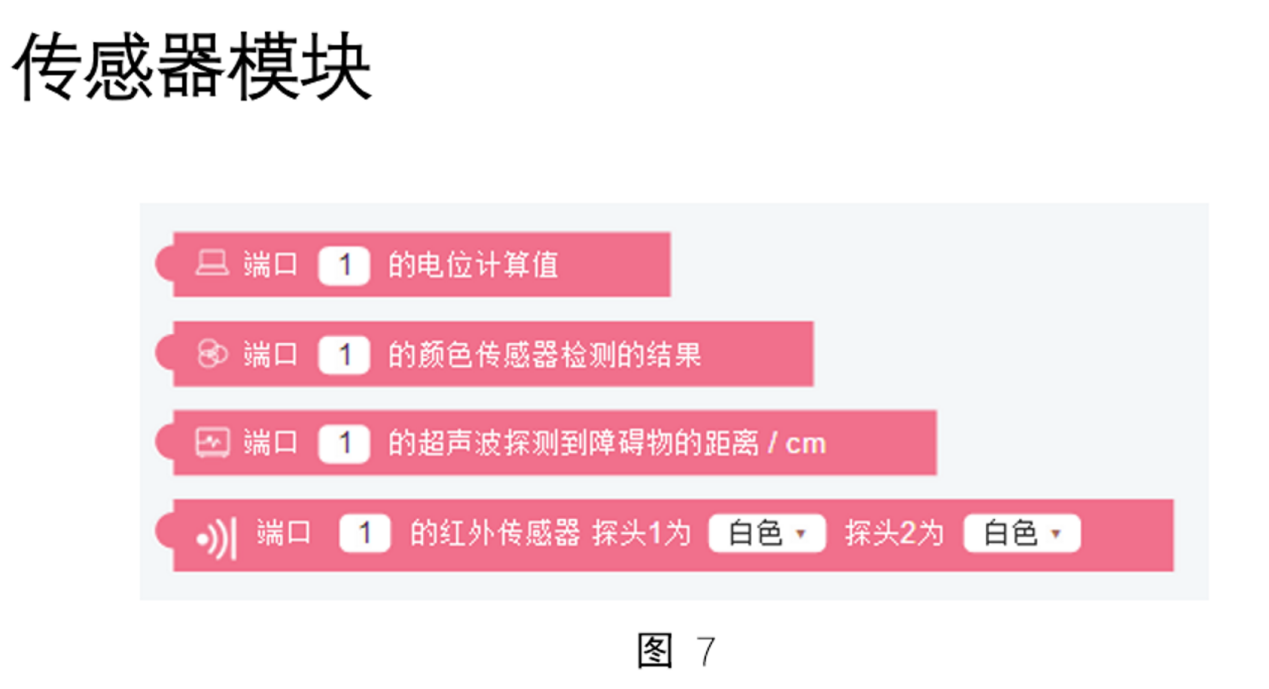 传感器模块
端口 1 的电位计算值
端口 1 的颜色传感器检测的结果
端口 1 的超声波探测到障碍物的距离 / cm
端口 1 的红外传感器 探头1为 白色 探头2为 白色
图 7